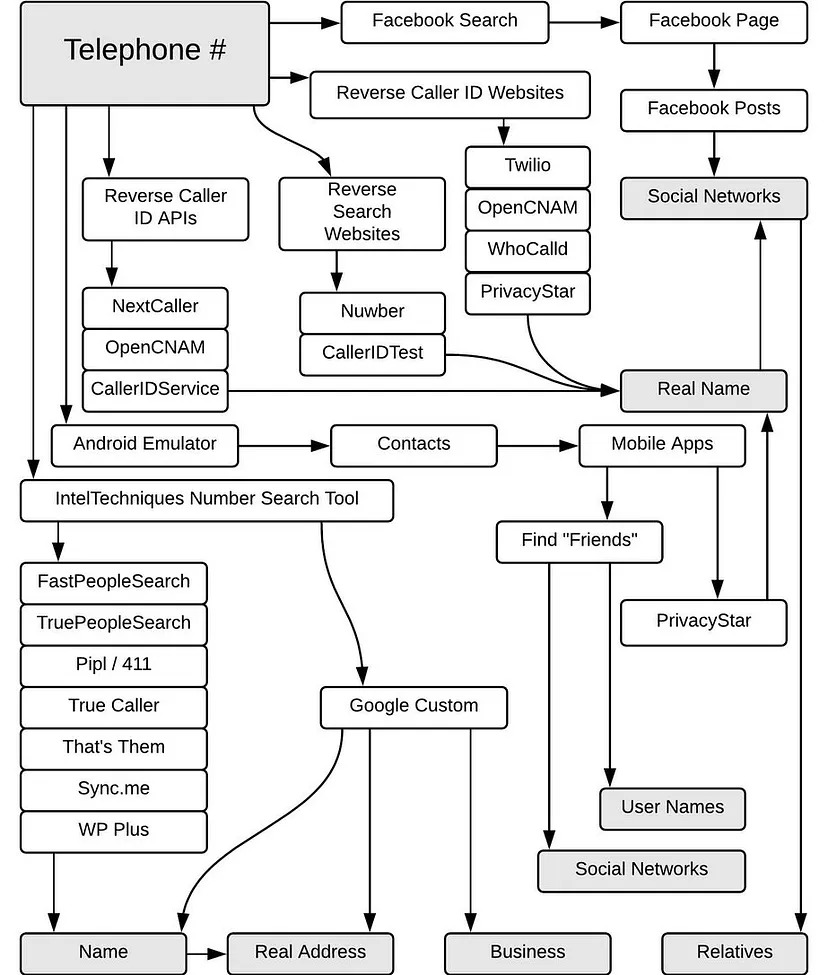 Telephone #
Facebook Search
Facebook Page
Reverse Caller ID Websites
Facebook Posts
Reverse Caller
ID APIs
Reverse
Search
Websites
Twilio
OpenCNAM
WhoCalld
PrivacyStar
Social Networks
NextCaller
OpenCNAM
CallerIDService
Nuwber
CallerIDTest
Real Name
Android Emulator
Contacts
Mobile Apps
IntelTechniques Number Search Tool
Find "Friends"
FastPeopleSearch
TruePeopleSearch
Pipl / 411
True Caller
That's Them
Sync.me
WP Plus
PrivacyStar
Google Custom
User Names
Social Networks
Name
Real Address
Business
Relatives